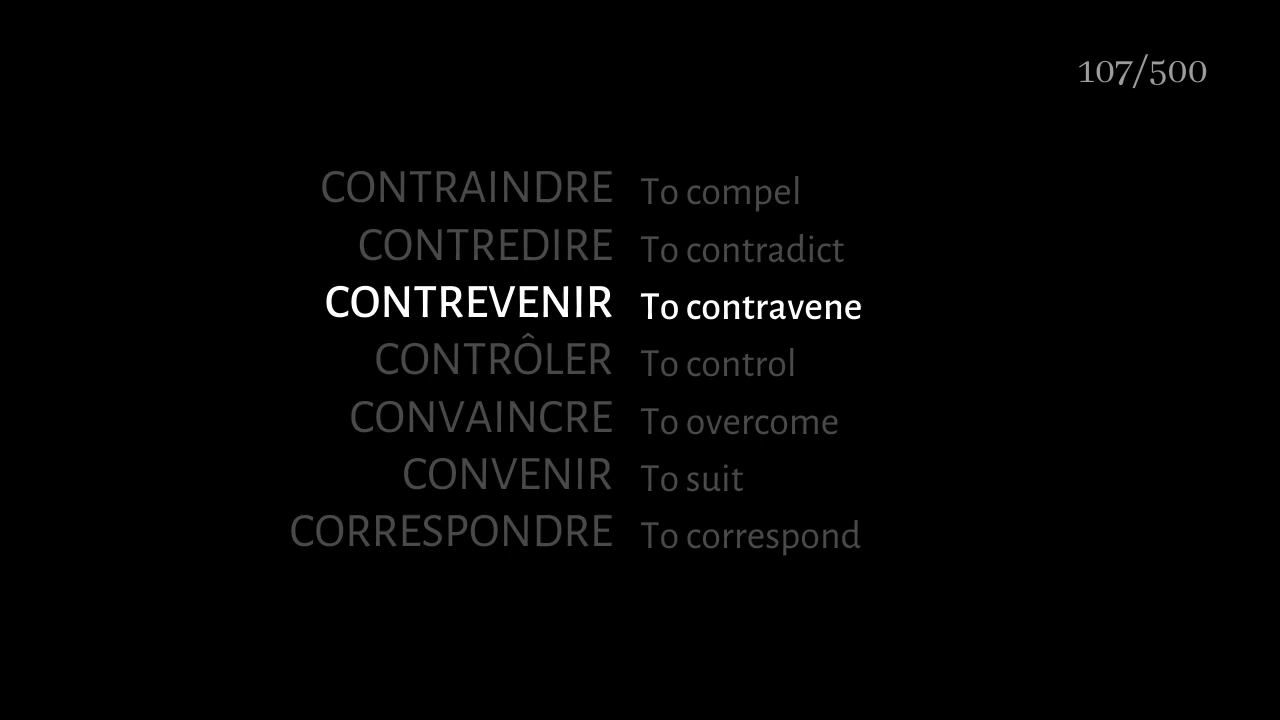 107/500
CONTRAINDRE To compel
CONTREDIRE To contradict
CONTREVENIR To contravene
CONTRÔLER To control
CONVAINCRE To overcome
CONVENIR To suit
CORRESPONDRE To correspond